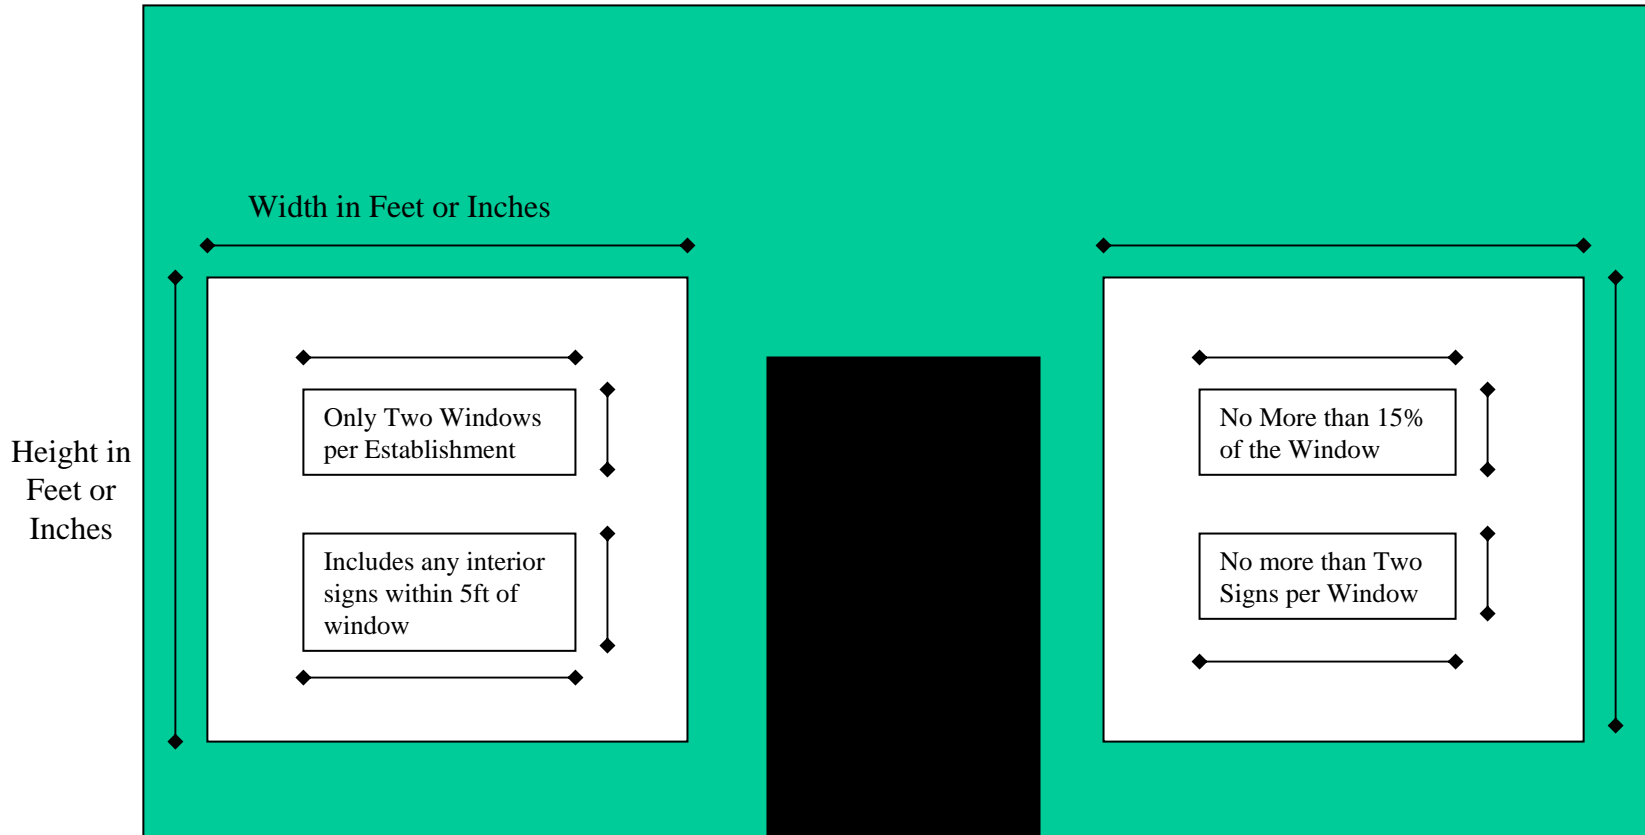 Width in Feet or Inches
Height in
Feet or
Inches
Only Two Windows
per Establishment
Includes any interior
signs within 5ft of
window
No More than 15%
of the Window
No more than Two
Signs per Window